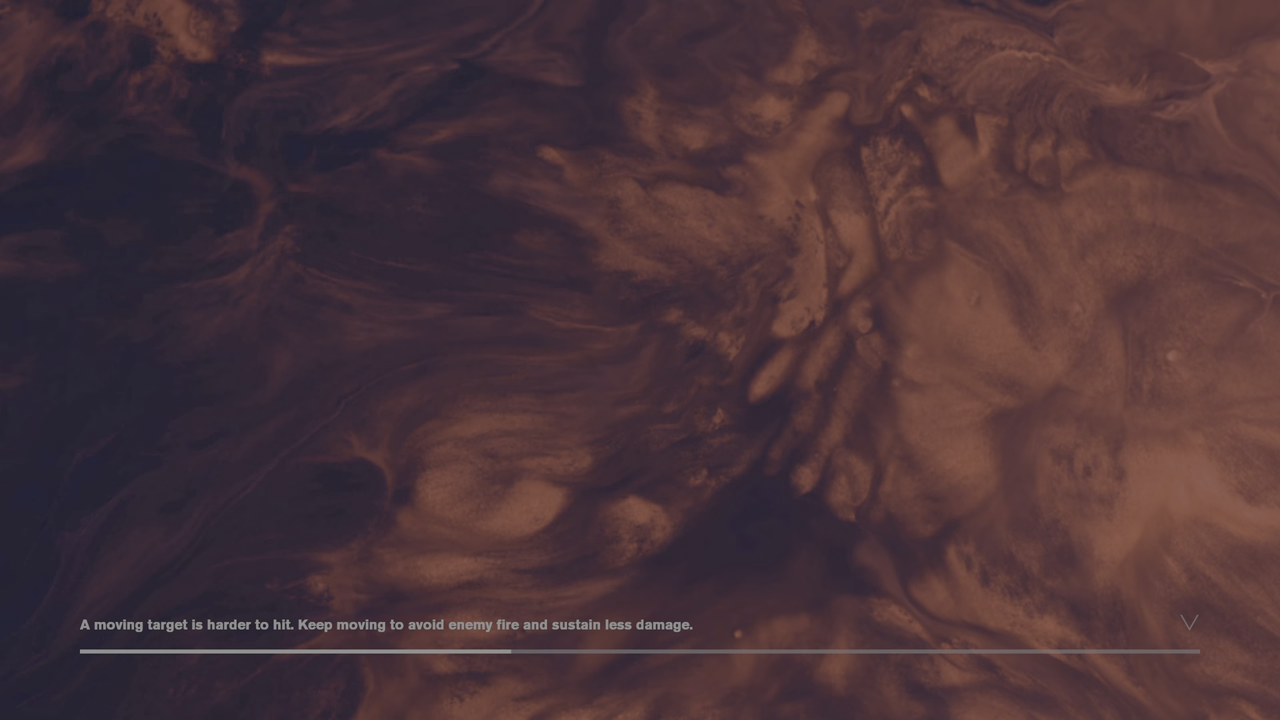 A moving target is harder to hit. Keep moving to avoid enemy fire and sustain less damage.